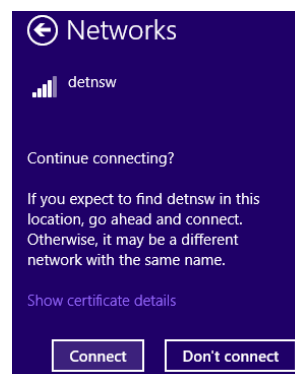 Networks
detnsw
Continue connecting?
If you expect to find detnsw in this
location, go ahead and connect.
Otherwise, it may be a different
network with the same name.
Show certificate details
Connect Don't connect